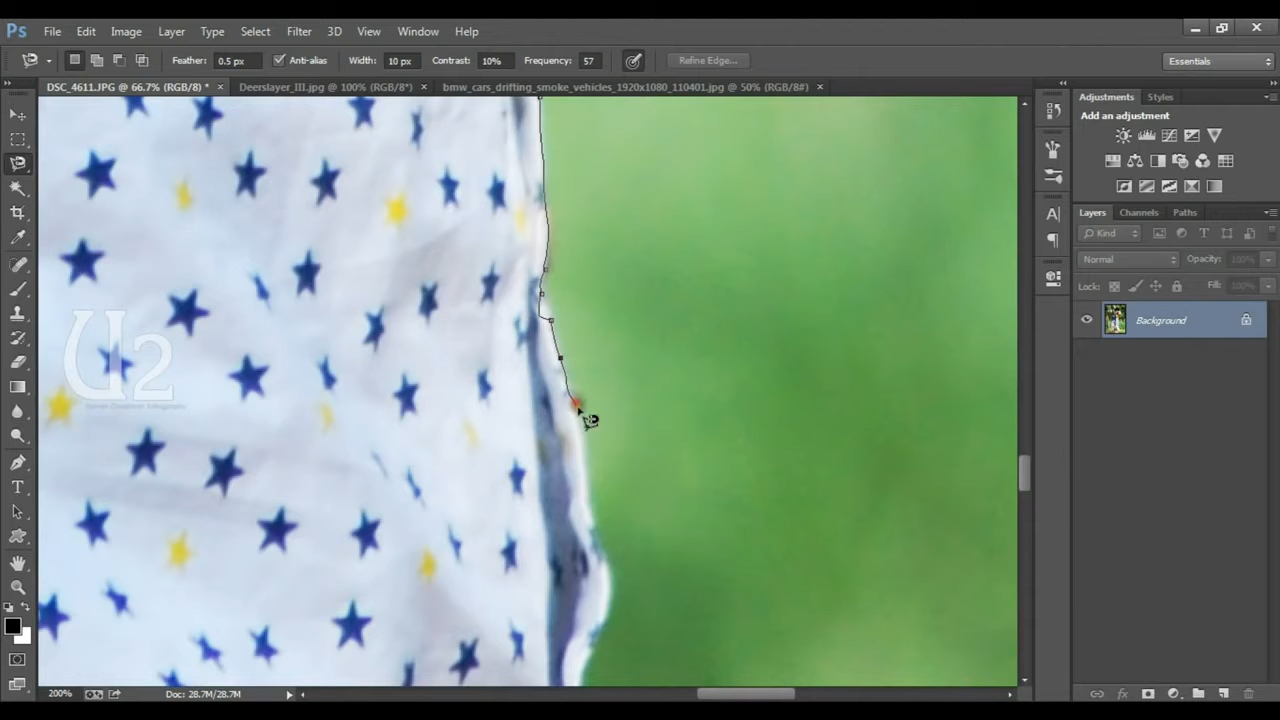 Ps File Edit Image Layer Type Select Filter 3D View Window Help
Feather: 0.5 px Anti-alias Width: 10 px Contrast: 10% Frequency: 57 Refine Edge... Essentials
DSC_4611.JPG @ 66.7% (RGB/8) * × Deerslayer_III.jpg @ 100% (RGB/8*) × bmw_cars_drifting_smoke_vehicles_1920x1080_110401.jpg @ 50% (RGB/8#) ×
Adjustments Styles
Add an adjustment
Layers Channels Paths
Kind
Normal Opacity: 100%
Lock: Fill: 100%
Background
U2
200% Doc: 28.7M/28.7M